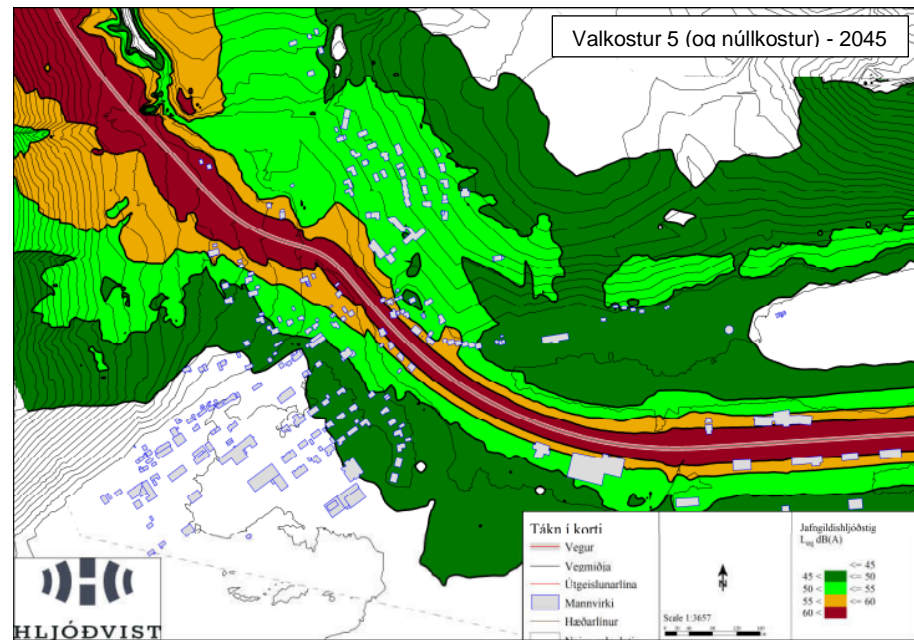 Valkostur 5 (og núllkostur) - 2045
Tákn í korti
Vegur
Vegmiðja
Útgeislunarlína
Mannvirki
Hæðarlínur
N
Scale 1:3657
Jafngildishljóðstig
Leq dB(A)
<= 45
45 < <= 50
50 < <= 55
55 < <= 60
60 <
HLJÓÐVIST